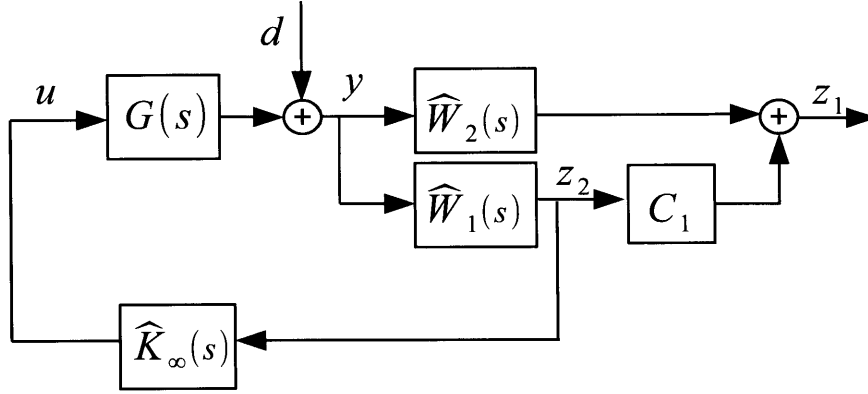 d
u
G(s)
+
y
Ŵ₂(s)
+
z₁
Ŵ₁(s)
z₂
C₁
K̂∞(s)